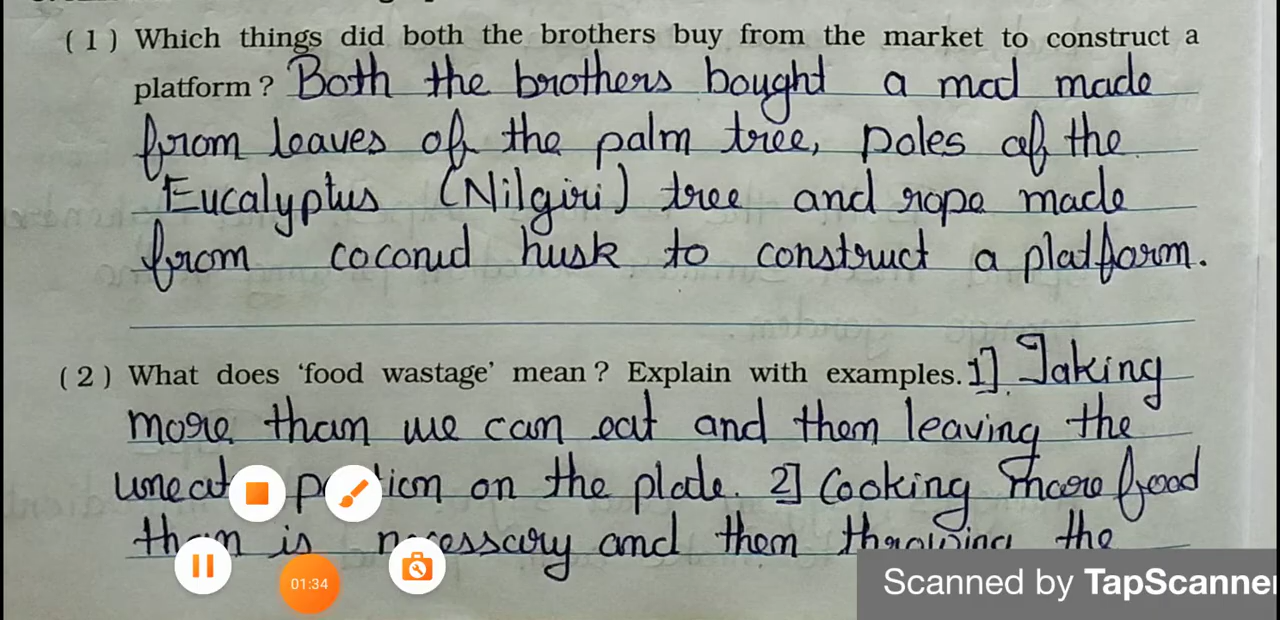 ( 1 ) Which things did both the brothers buy from the market to construct a
platform ? Both the brothers bought a mat made
from leaves of the palm tree, poles of the
Eucalyptus (Nilgiri) tree and rope made
from coconut husk to construct a platform.
( 2 ) What does ‘food wastage’ mean ? Explain with examples. 1] Taking
more than we can eat and then leaving the
on the plate. 2] Cooking more food
than is necessary and then throwing the
01:34
Scanned by TapScanner